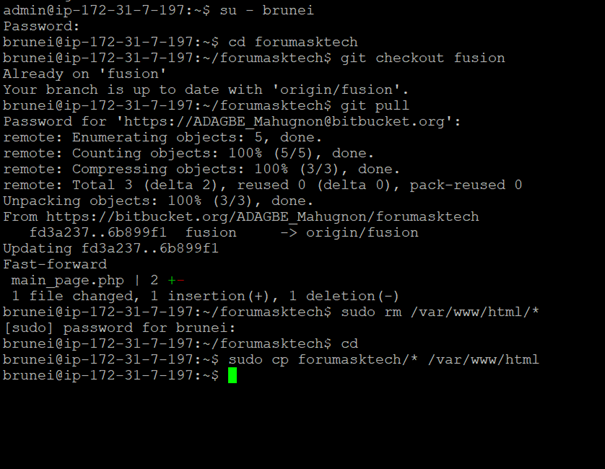 admin@ip-172-31-7-197:~$ su - brunei
Password:
brunei@ip-172-31-7-197:~$ cd forumasktech
brunei@ip-172-31-7-197:~/forumasktech$ git checkout fusion
Already on 'fusion'
Your branch is up to date with 'origin/fusion'.
brunei@ip-172-31-7-197:~/forumasktech$ git pull
Password for 'https://ADAGBE_Mahugnon@bitbucket.org':
remote: Enumerating objects: 5, done.
remote: Counting objects: 100% (5/5), done.
remote: Compressing objects: 100% (3/3), done.
remote: Total 3 (delta 2), reused 0 (delta 0), pack-reused 0
Unpacking objects: 100% (3/3), done.
From https://bitbucket.org/ADAGBE_Mahugnon/forumasktech
   fd3a237..6b899f1  fusion     -> origin/fusion
Updating fd3a237..6b899f1
Fast-forward
 main_page.php | 2 +-
 1 file changed, 1 insertion(+), 1 deletion(-)
brunei@ip-172-31-7-197:~/forumasktech$ sudo rm /var/www/html/*
[sudo] password for brunei:
brunei@ip-172-31-7-197:~/forumasktech$ cd
brunei@ip-172-31-7-197:~$ sudo cp forumasktech/* /var/www/html
brunei@ip-172-31-7-197:~$